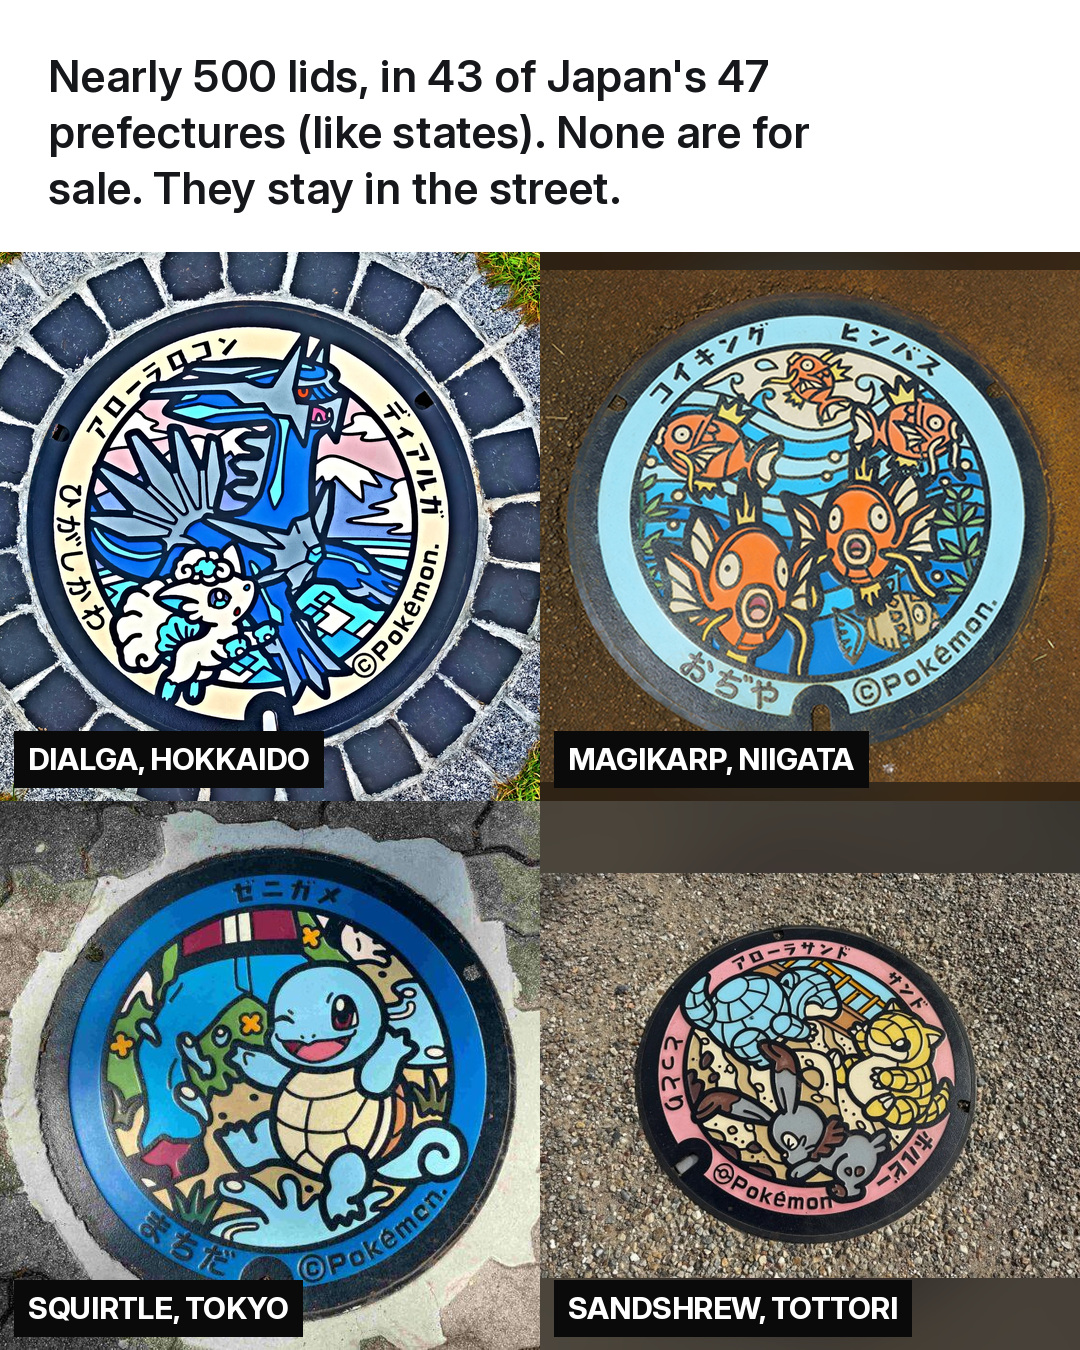 Nearly 500 lids, in 43 of Japan's 47
prefectures (like states). None are for
sale. They stay in the street.
アローラロコン
ディアルガ
ひがしかわ
©Pokémon.
DIALGA, HOKKAIDO
コイキング
ヒンバス
おぢや
©Pokémon.
MAGIKARP, NIIGATA
ゼニガメ
まちだ
©Pokémon.
SQUIRTLE, TOKYO
アローラサンド
サンド
ホルビー
©Pokémon
SANDSHREW, TOTTORI